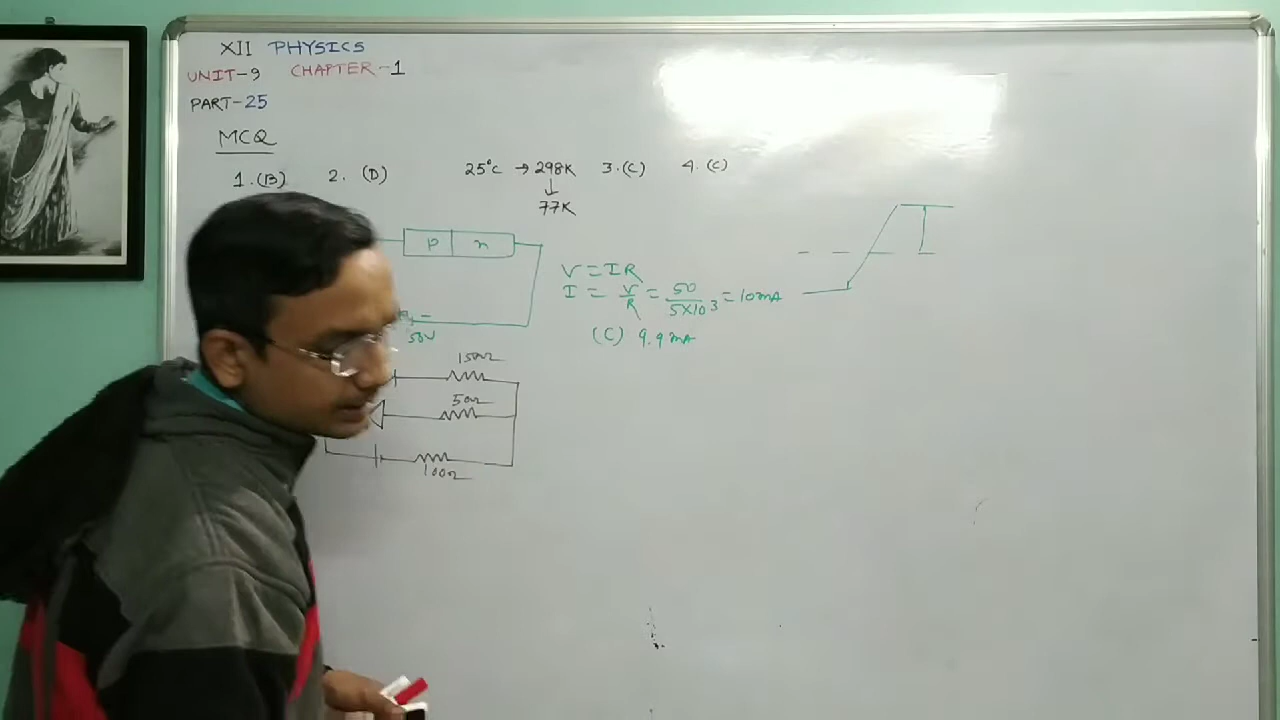 XII PHYSICS
UNIT-9 CHAPTER-1
PART-25
MCQ
1.(B) 2. (D) 25°C → 298K 3.(C) 4.(C)
↓
77K
p n
V = IR
I = V/R = 50/5×10³ = 10mA
50V
(C) 9.9mA
150Ω
50Ω
100Ω